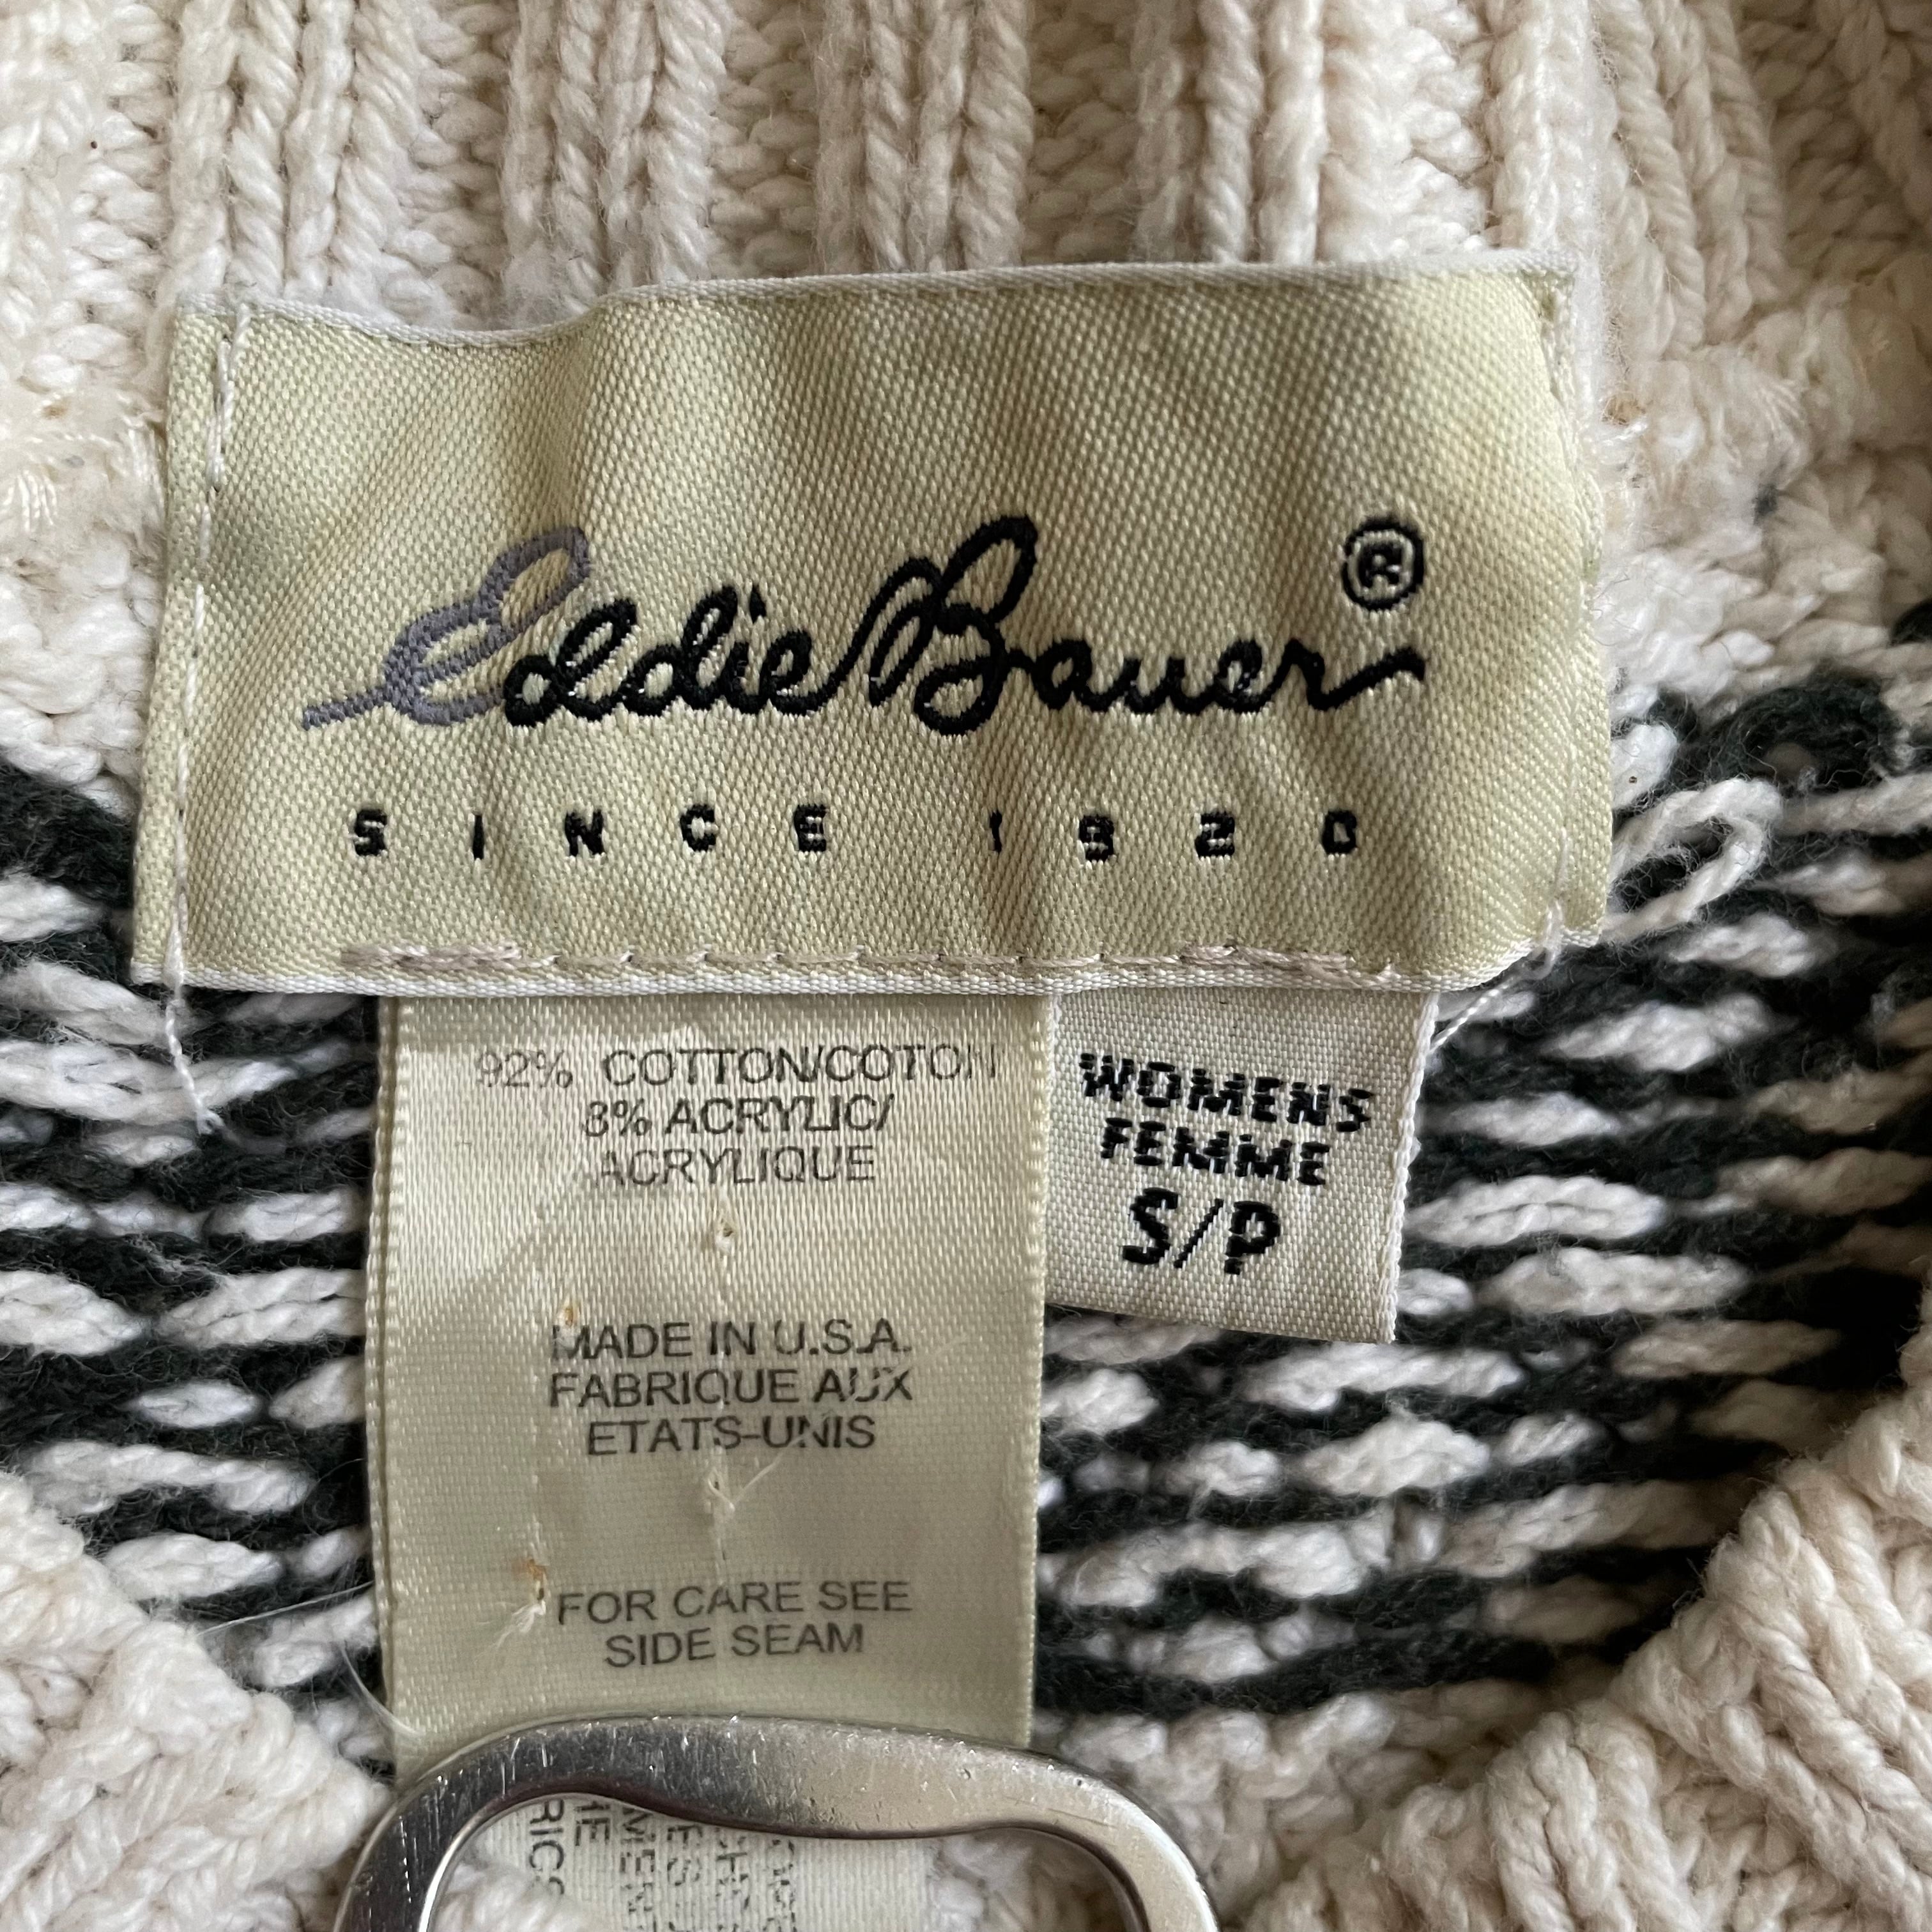 Eddie Bauer®
SINCE 1920
92% COTTON/COTON
8% ACRYLIC/
ACRYLIQUE
MADE IN U.S.A.
FABRIQUE AUX
ETATS-UNIS
FOR CARE SEE
SIDE SEAM
WOMENS
FEMME
S/P